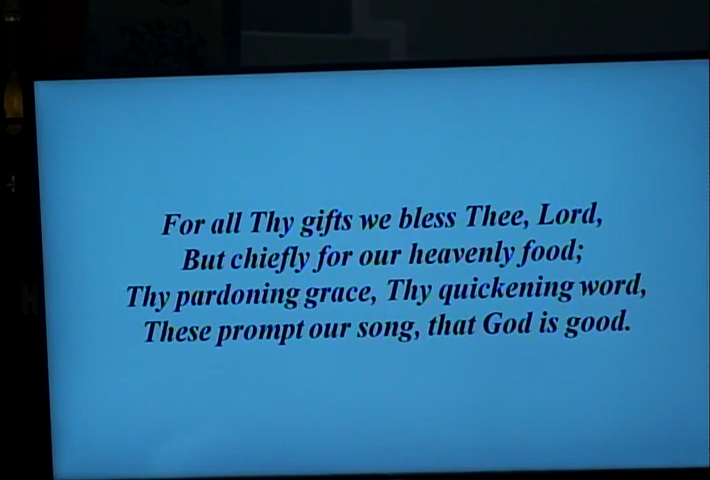 For all Thy gifts we bless Thee, Lord,
But chiefly for our heavenly food;
Thy pardoning grace, Thy quickening word,
These prompt our song, that God is good.